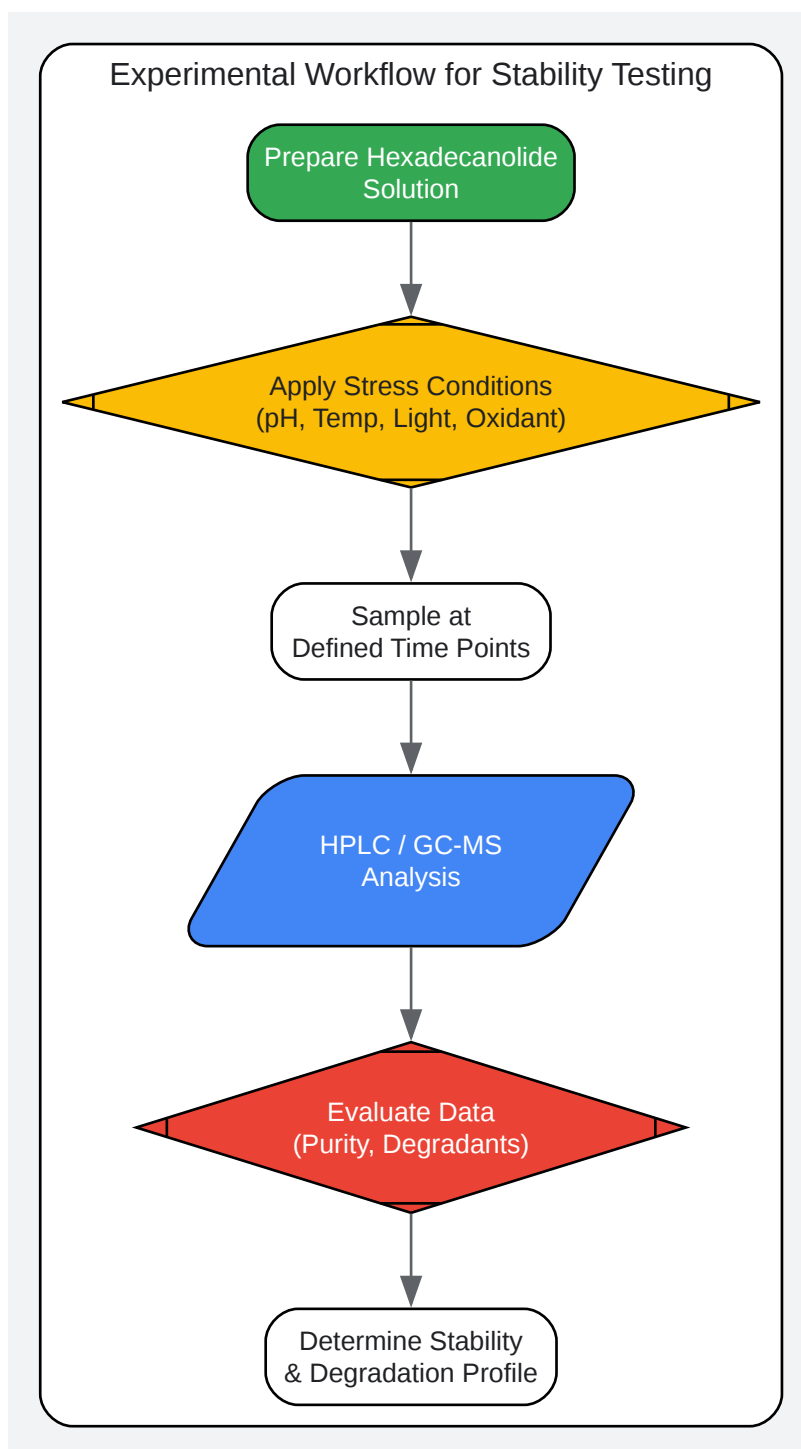 Experimental Workflow for Stability Testing
Prepare Hexadecanolide
Solution
Apply Stress Conditions
(pH, Temp, Light, Oxidant)
Sample at
Defined Time Points
HPLC / GC-MS
Analysis
Evaluate Data
(Purity, Degradants)
Determine Stability
& Degradation Profile